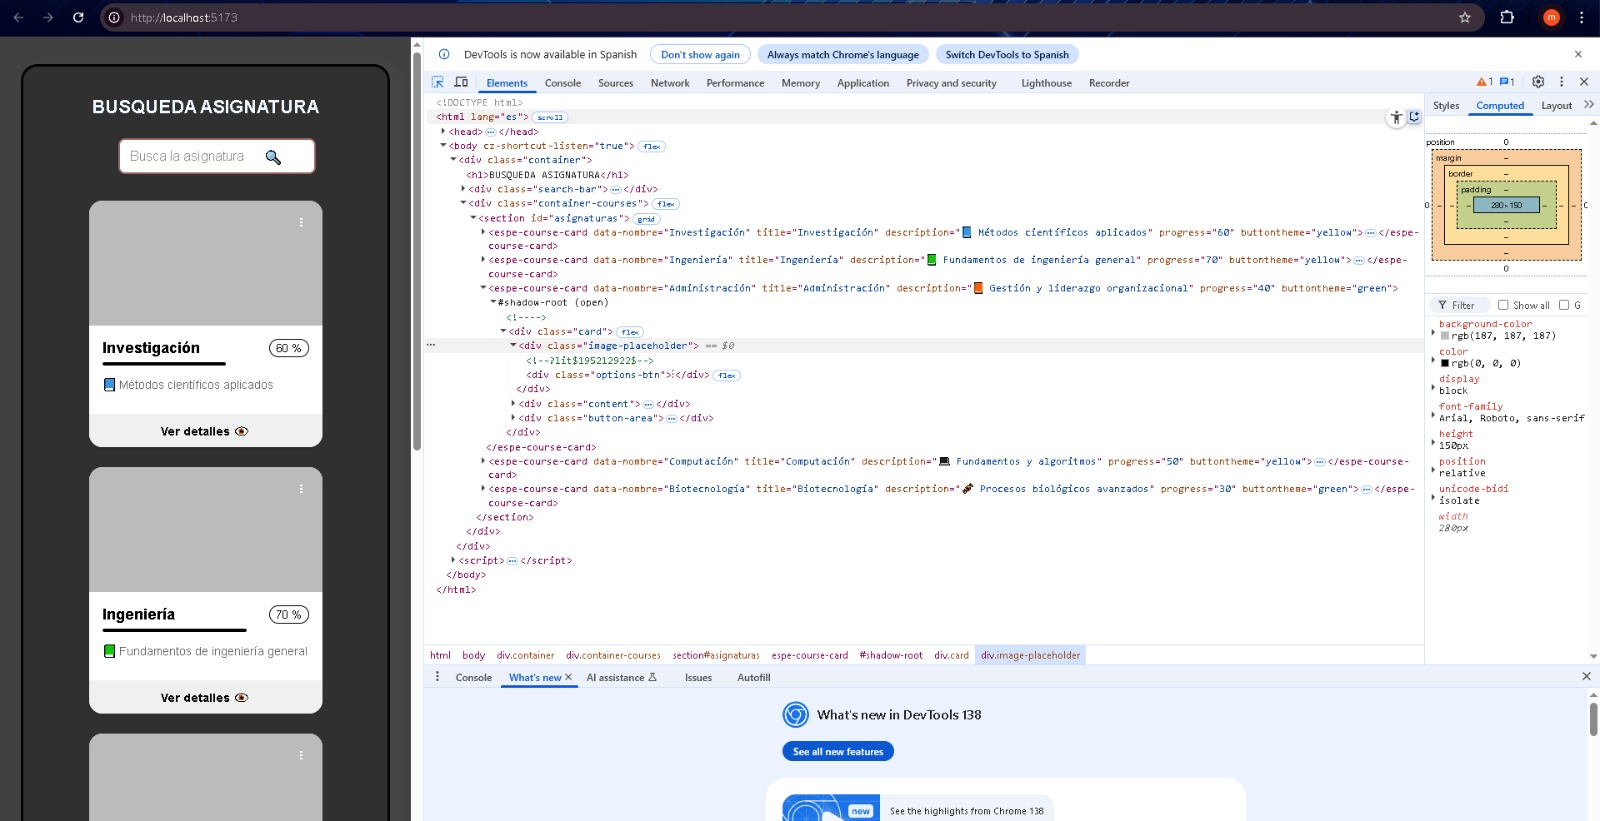 http://localhost:5173
m
BUSQUEDA ASIGNATURA
Busca la asignatura
Investigación
60 %
Métodos científicos aplicados
Ver detalles
Ingeniería
70 %
Fundamentos de ingeniería general
Ver detalles
DevTools is now available in Spanish
Don't show again
Always match Chrome's language
Switch DevTools to Spanish
Elements Console Sources Network Performance Memory Application Privacy and security Lighthouse Recorder
1 1
<!DOCTYPE html>
<html lang="es"> scroll
<head> </head>
<body cz-shortcut-listen="true"> flex
<div class="container">
<h1>BUSQUEDA ASIGNATURA</h1>
<div class="search-bar"> </div>
<div class="container-courses"> flex
<section id="asignaturas"> grid
<espe-course-card data-nombre="Investigación" title="Investigación" description="📘 Métodos científicos aplicados" progress="60" buttontheme="yellow"> </espe-
course-card>
<espe-course-card data-nombre="Ingeniería" title="Ingeniería" description="📗 Fundamentos de ingeniería general" progress="70" buttontheme="yellow"> </espe-
course-card>
<espe-course-card data-nombre="Administración" title="Administración" description="📙 Gestión y liderazgo organizacional" progress="40" buttontheme="green">
#shadow-root (open)
<!---->
<div class="card"> flex
<div class="image-placeholder"> == $0
<!--?lit$195212922$-->
<div class="options-btn">⋮</div> flex
</div>
<div class="content"> </div>
<div class="button-area"> </div>
</div>
</espe-course-card>
<espe-course-card data-nombre="Computación" title="Computación" description="💻 Fundamentos y algoritmos" progress="50" buttontheme="yellow"> </espe-course-
card>
<espe-course-card data-nombre="Biotecnología" title="Biotecnología" description="🧬 Procesos biológicos avanzados" progress="30" buttontheme="green"> </espe-
course-card>
</section>
</div>
</div>
<script> </script>
</body>
</html>
html body div.container div.container-courses section#asignaturas espe-course-card #shadow-root div.card div.image-placeholder
Styles Computed Layout
position 0
margin –
border –
padding –
0 – – – 280×150 – – –
–
–
–
0
Filter Show all G
background-color
rgb(187, 187, 187)
color
rgb(0, 0, 0)
display
block
font-family
Arial, Roboto, sans-serif
height
150px
position
relative
unicode-bidi
isolate
width
280px
Console What's new AI assistance Issues Autofill
What's new in DevTools 138
See all new features
new
See the highlights from Chrome 138